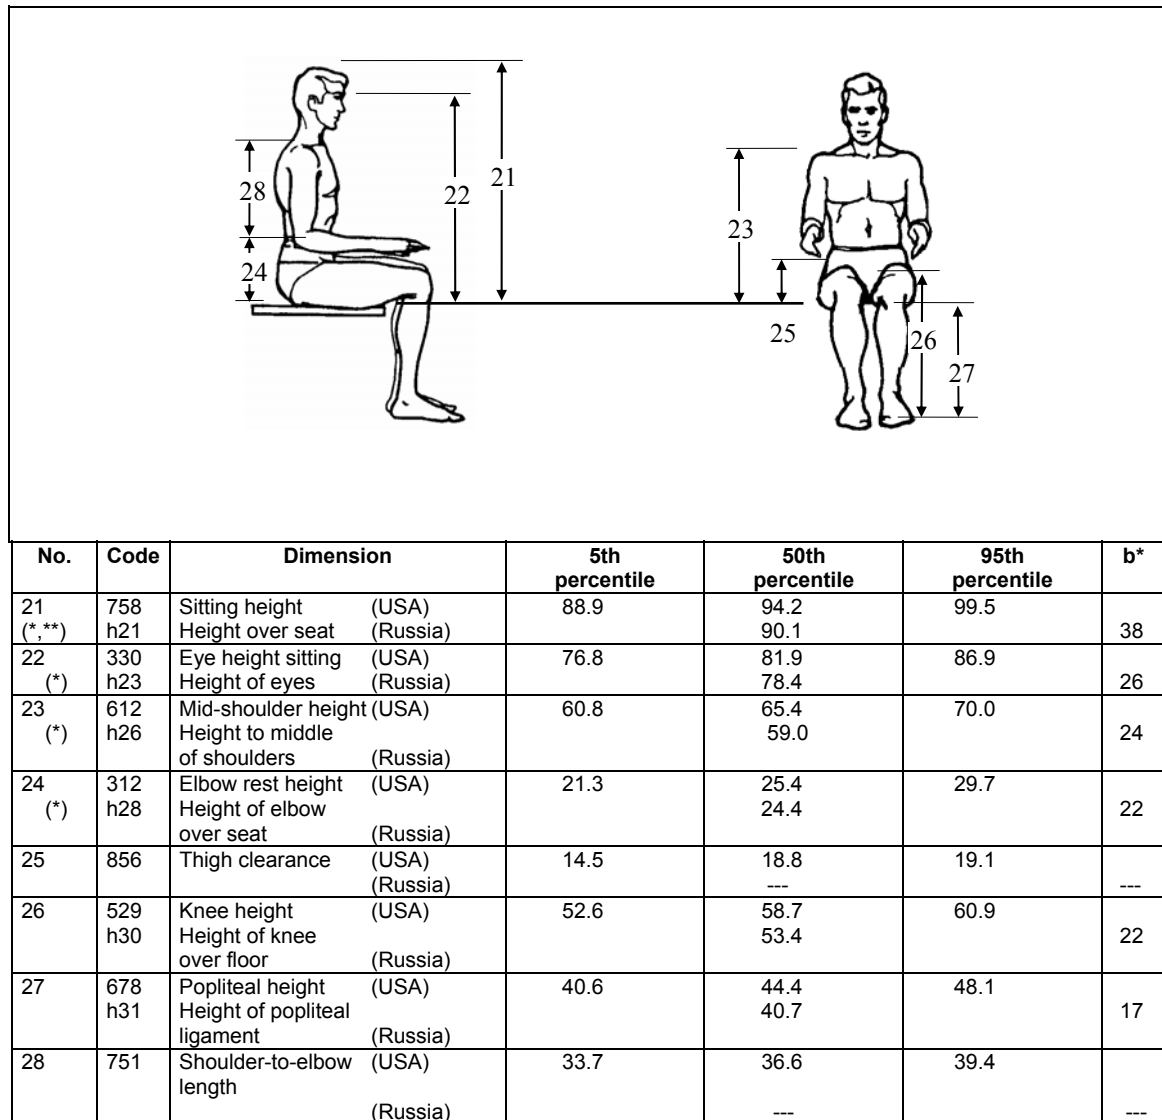 21
28
22
23
24
25
26
27
No. Code Dimension 5th percentile 50th percentile 95th percentile b*
21 758 Sitting height (USA) 88.9 94.2 99.5
(*,**) h21 Height over seat (Russia) 90.1 38
22 330 Eye height sitting (USA) 76.8 81.9 86.9
(*) h23 Height of eyes (Russia) 78.4 26
23 612 Mid-shoulder height (USA) 60.8 65.4 70.0
(*) h26 Height to middle 59.0 24
of shoulders (Russia)
24 312 Elbow rest height (USA) 21.3 25.4 29.7
(*) h28 Height of elbow 24.4 22
over seat (Russia)
25 856 Thigh clearance (USA) 14.5 18.8 19.1
(Russia) --- ---
26 529 Knee height (USA) 52.6 58.7 60.9
h30 Height of knee 53.4 22
over floor (Russia)
27 678 Popliteal height (USA) 40.6 44.4 48.1
h31 Height of popliteal 40.7 17
ligament (Russia)
28 751 Shoulder-to-elbow (USA) 33.7 36.6 39.4
length
(Russia) --- ---